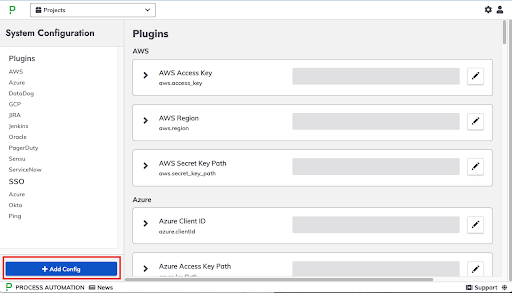 P
Projects
System Configuration
Plugins
AWS
Azure
DataDog
GCP
JIRA
Jenkins
Oracle
PagerDuty
Sensu
ServiceNow
SSO
Azure
Okta
Ping
+ Add Config
Plugins
AWS
AWS Access Key
aws.access_key
AWS Region
aws.region
AWS Secret Key Path
aws.secret_key_path
Azure
Azure Client ID
azure.clientId
Azure Access Key Path
P PROCESS AUTOMATION News
Support